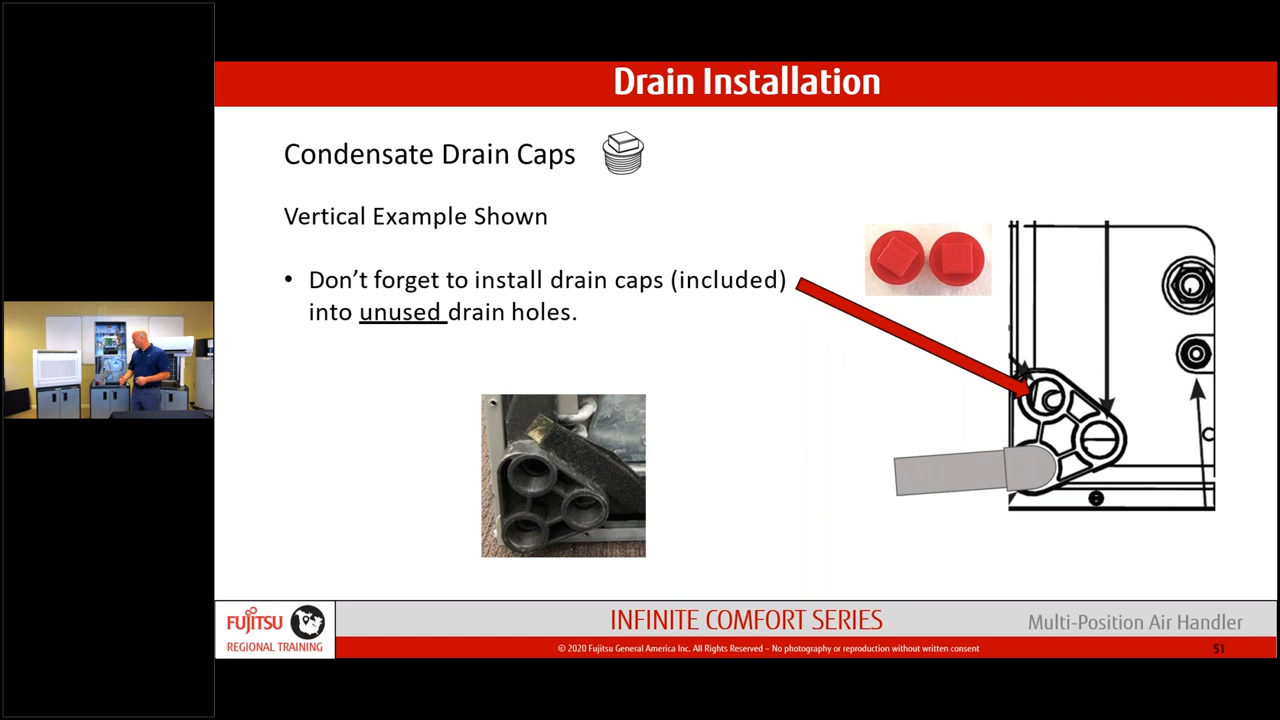 Drain Installation
Condensate Drain Caps
Vertical Example Shown
• Don’t forget to install drain caps (included)
into unused drain holes.
FUJITSU
REGIONAL TRAINING
INFINITE COMFORT SERIES
Multi-Position Air Handler
© 2020 Fujitsu General America Inc. All Rights Reserved – No photography or reproduction without written consent
51